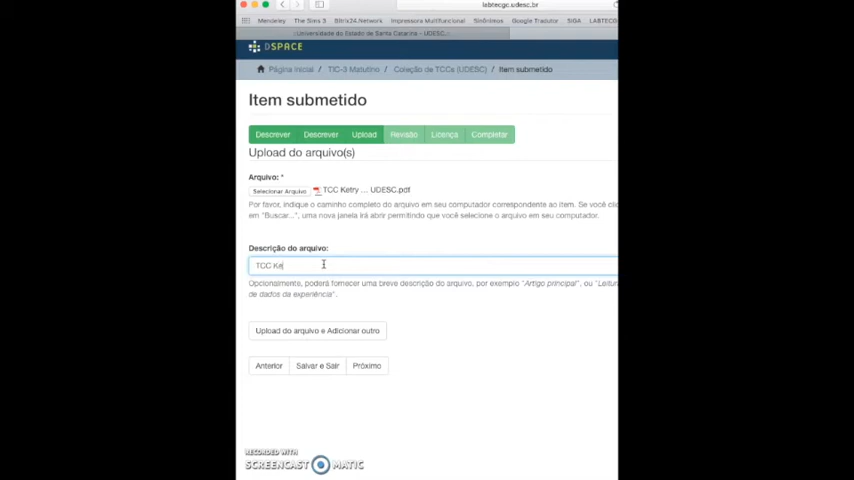 labtecgc.udesc.br
Mendeley The Sims 3 Bitrix24.Network Impressora Multifuncional Sinônimos Google Tradutor SIGA LABTECG
::Universidade do Estado de Santa Catarina - UDESC...
DSPACE
Página inicial / TIC-3 Matutino / Coleção de TCCs (UDESC) / Item submetido
Item submetido
Descrever Descrever Upload Revisão Licença Completar
Upload do arquivo(s)
Arquivo: *
Selecionar Arquivo TCC Ketry ... UDESC.pdf
Por favor, indique o caminho completo do arquivo em seu computador correspondente ao item. Se você clic
em "Buscar...", uma nova janela irá abrir permitindo que você selecione o arquivo em seu computador.
Descrição do arquivo:
TCC Ke
Opcionalmente, poderá fornecer uma breve descrição do arquivo, por exemplo "Artigo principal", ou "Leitura
de dados da experiência".
Upload do arquivo e Adicionar outro
Anterior Salvar e Sair Próximo
RECORDED WITH
SCREENCAST MATIC